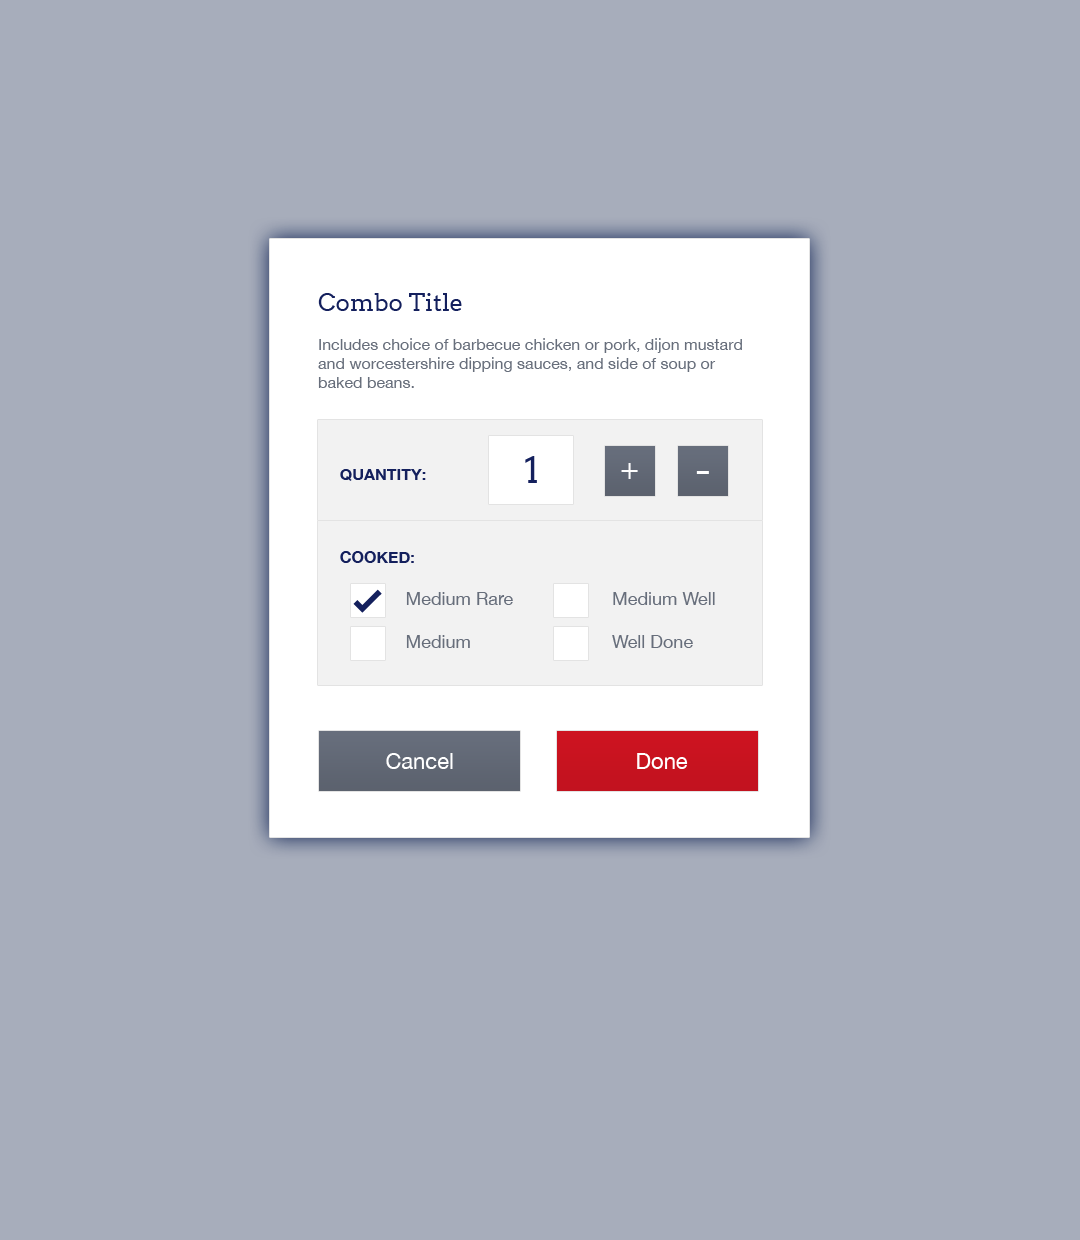 Combo Title
Includes choice of barbecue chicken or pork, dijon mustard
and worcestershire dipping sauces, and side of soup or
baked beans.
QUANTITY: 1 + -
COOKED:
Medium Rare Medium Well
Medium Well Done
Cancel Done